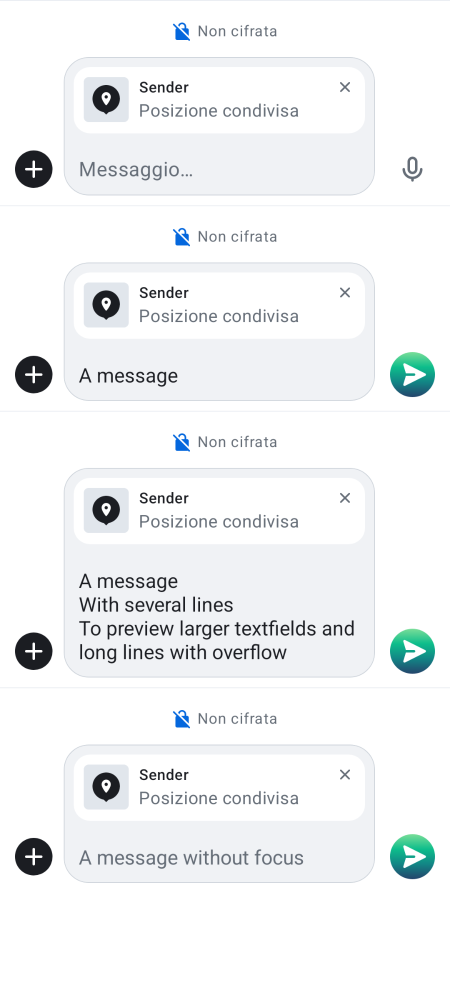 Non cifrata
Sender
Posizione condivisa
Messaggio…
Non cifrata
Sender
Posizione condivisa
A message
Non cifrata
Sender
Posizione condivisa
A message
With several lines
To preview larger textfields and
long lines with overflow
Non cifrata
Sender
Posizione condivisa
A message without focus